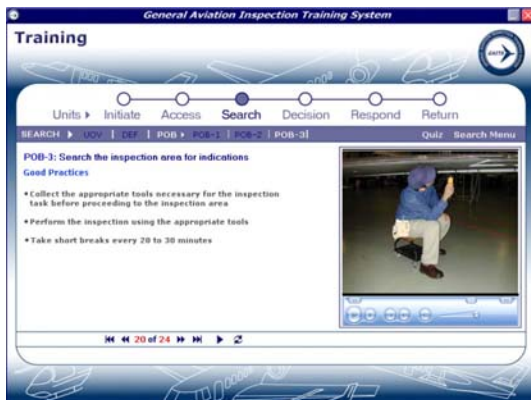 General Aviation Inspection Training System
Training
GAITS
Units ▸ Initiate Access Search Decision Respond Return
SEARCH ▸ UOV | DEF | POB ▸ POB-1 | POB-2 | POB-3| Quiz Search Menu
POB-3: Search the inspection area for indications
Good Practices
• Collect the appropriate tools necessary for the inspection
task before proceeding to the inspection area
• Perform the inspection using the appropriate tools
• Take short breaks every 20 to 30 minutes
20 of 24